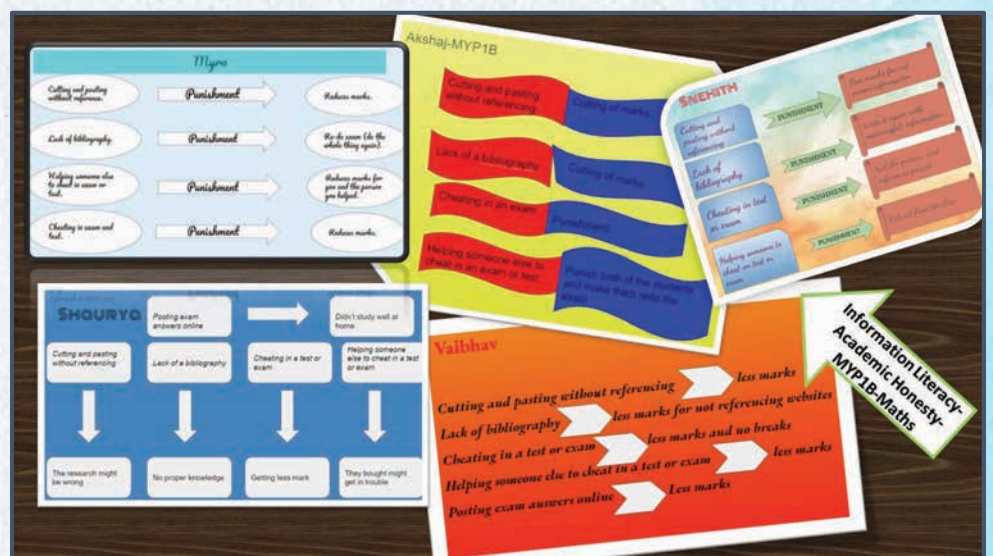 Myra
Cutting and pasting
without reference.
Punishment
Reduces marks.
Lack of bibliography.
Punishment
Re-do exam (do the
whole thing again).
Helping someone else
to cheat in exam or
test.
Punishment
Reduces marks for
you and the person
you helped.
Cheating in exam and
test.
Punishment
Reduces marks.
Akshaj-MYP1B
Cutting and pasting
without referencing
Cutting of marks.
Lack of a bibliography
Cutting of marks.
Cheating in an exam
Punishment.
Helping someone else to
cheat in an exam or test
Punish both of the students
and make them redo the
exam
SNEHITH
Cutting and
pasting without
referencing
PUNISHMENT
Lack of
bibliography
PUNISHMENT
Cheating in test
or exam
PUNISHMENT
Helping someone to
cheat on test or
exam
PUNISHMENT
SHAURYA
Posting exam
answers online
Didn't study well at
home
Cutting and pasting
without referencing
Lack of a bibliography
Cheating in a test or
exam
Helping someone
else to cheat in a test
or exam
The research might
be wrong
No proper knowledge
Getting less mark
They bought might
get in trouble
Vaibhav
Cutting and pasting without referencing less marks
Lack of bibliography less marks for not referencing websites
Cheating in a test or exam less marks and no breaks
Helping someone else to cheat in a test or exam less marks
Posting exam answers online Less marks
Information Literacy-
Academic Honesty-
MYP1B-Maths